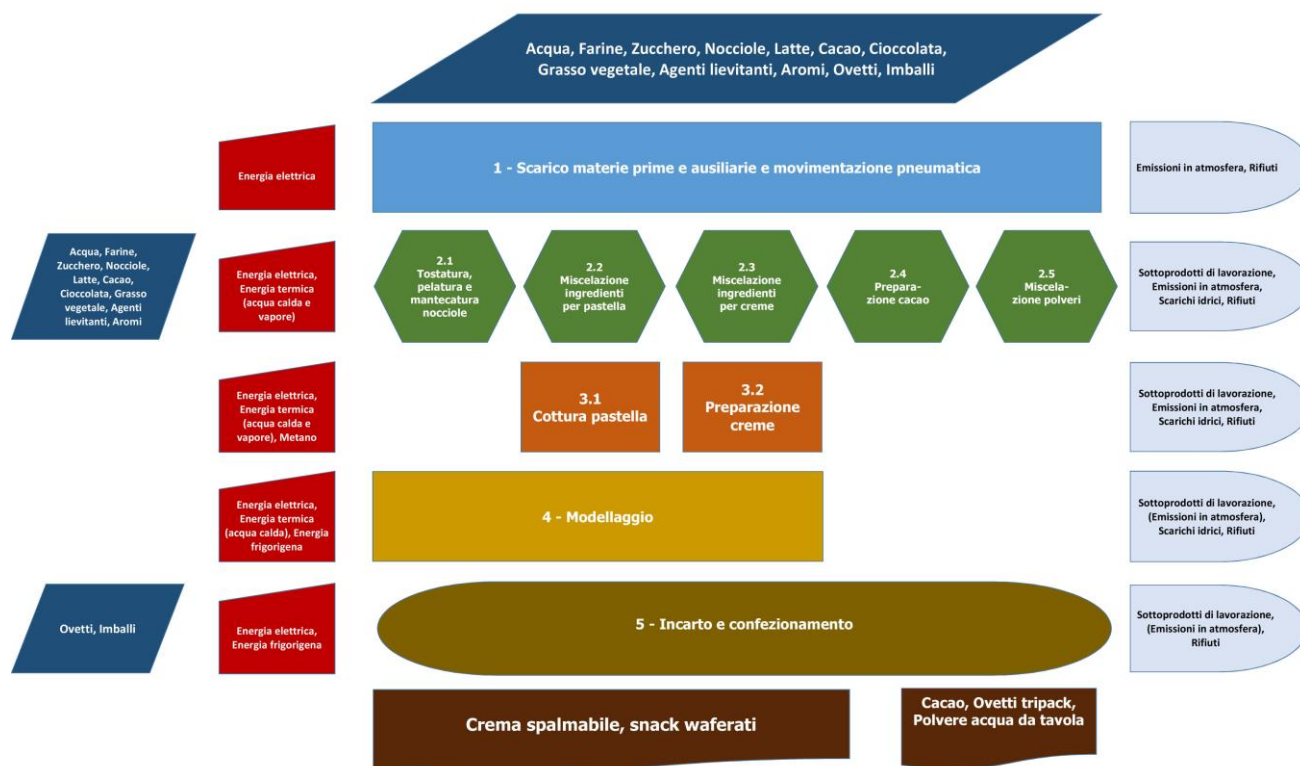 Acqua, Farine, Zucchero, Nocciole, Latte, Cacao, Cioccolata,
Grasso vegetale, Agenti lievitanti, Aromi, Ovetti, Imballi
Energia elettrica
1 - Scarico materie prime e ausiliarie e movimentazione pneumatica
Emissioni in atmosfera, Rifiuti
Acqua, Farine,
Zucchero, Nocciole,
Latte, Cacao,
Cioccolata, Grasso
vegetale, Agenti
lievitanti, Aromi
Energia elettrica,
Energia termica
(acqua calda e
vapore)
2.1
Tostatura,
pelatura e
mantecatura
nocciole
2.2
Miscelazione
ingredienti
per pastella
2.3
Miscelazione
ingredienti
per creme
2.4
Prepara-
zione cacao
2.5
Miscela-
zione polveri
Sottoprodotti di lavorazione,
Emissioni in atmosfera,
Scarichi idrici, Rifiuti
Energia elettrica,
Energia termica
(acqua calda e
vapore), Metano
3.1
Cottura pastella
3.2
Preparazione
creme
Sottoprodotti di lavorazione,
Emissioni in atmosfera,
Scarichi idrici, Rifiuti
Energia elettrica,
Energia termica
(acqua calda), Energia
frigorigena
4 - Modellaggio
Sottoprodotti di lavorazione,
(Emissioni in atmosfera),
Scarichi idrici, Rifiuti
Ovetti, Imballi
Energia elettrica,
Energia frigorigena
5 - Incarto e confezionamento
Sottoprodotti di lavorazione,
(Emissioni in atmosfera),
Rifiuti
Crema spalmabile, snack waferati
Cacao, Ovetti tripack,
Polvere acqua da tavola